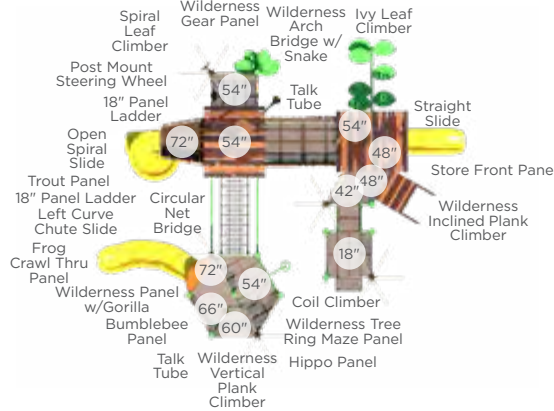 Spiral
Leaf
Climber
Wilderness
Gear Panel
Wilderness
Arch
Bridge w/
Snake
Ivy Leaf
Climber
Post Mount
Steering Wheel
18" Panel
Ladder
Talk
Tube
54"
54"
Straight
Slide
Open
Spiral
Slide
72"
54"
48"
Store Front Pane
Trout Panel
18" Panel Ladder
Left Curve
Chute Slide
Circular
Net
Bridge
42"
48"
Wilderness
Inclined Plank
Climber
Frog
Crawl Thru
Panel
18"
72"
54"
Wilderness Panel
w/Gorilla
Coil Climber
66"
Bumblebee
Panel
60"
Wilderness Tree
Ring Maze Panel
Talk
Tube
Wilderness
Vertical
Plank
Climber
Hippo Panel